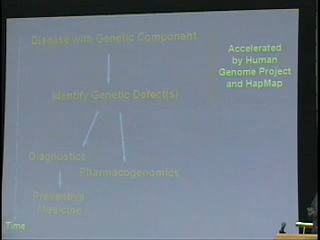 Disease with Genetic Component
Accelerated
by Human
Genome Project
and HapMap
Identify Genetic Defect(s)
Diagnostics
Pharmacogenomics
Preventive
Medicine
Time